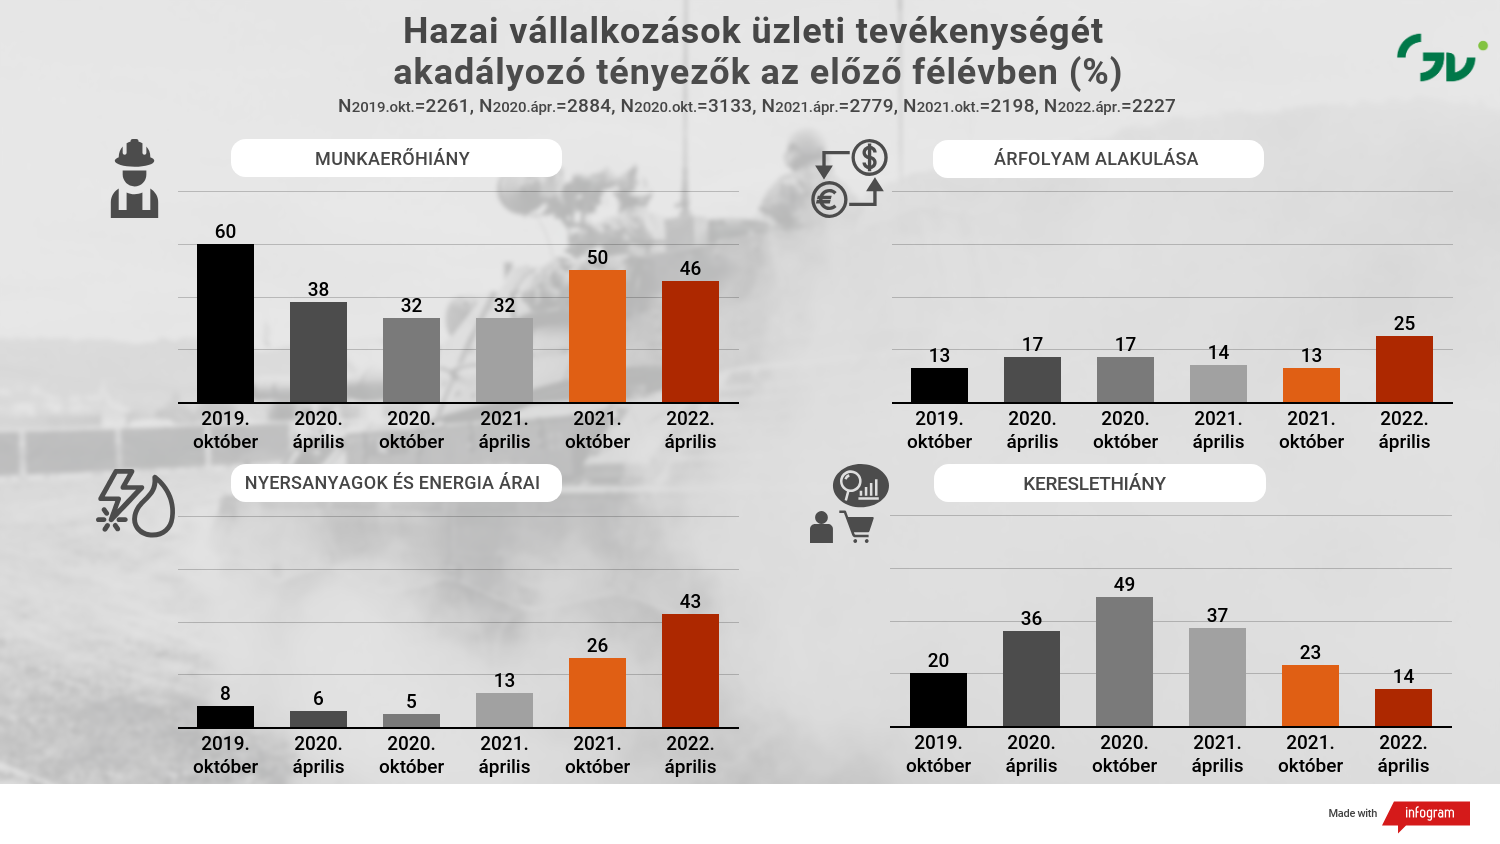 Hazai vállalkozások üzleti tevékenységét
akadályozó tényezők az előző félévben (%)
N2019.okt.=2261, N2020.ápr.=2884, N2020.okt.=3133, N2021.ápr.=2779, N2021.okt.=2198, N2022.ápr.=2227
MUNKAERŐHIÁNY
60
38
32
32
50
46
2019. október
2020. április
2020. október
2021. április
2021. október
2022. április
ÁRFOLYAM ALAKULÁSA
13
17
17
14
13
25
2019. október
2020. április
2020. október
2021. április
2021. október
2022. április
NYERSANYAGOK ÉS ENERGIA ÁRAI
8
6
5
13
26
43
2019. október
2020. április
2020. október
2021. április
2021. október
2022. április
KERESLETHIÁNY
20
36
49
37
23
14
2019. október
2020. április
2020. október
2021. április
2021. október
2022. április
Made with infogram